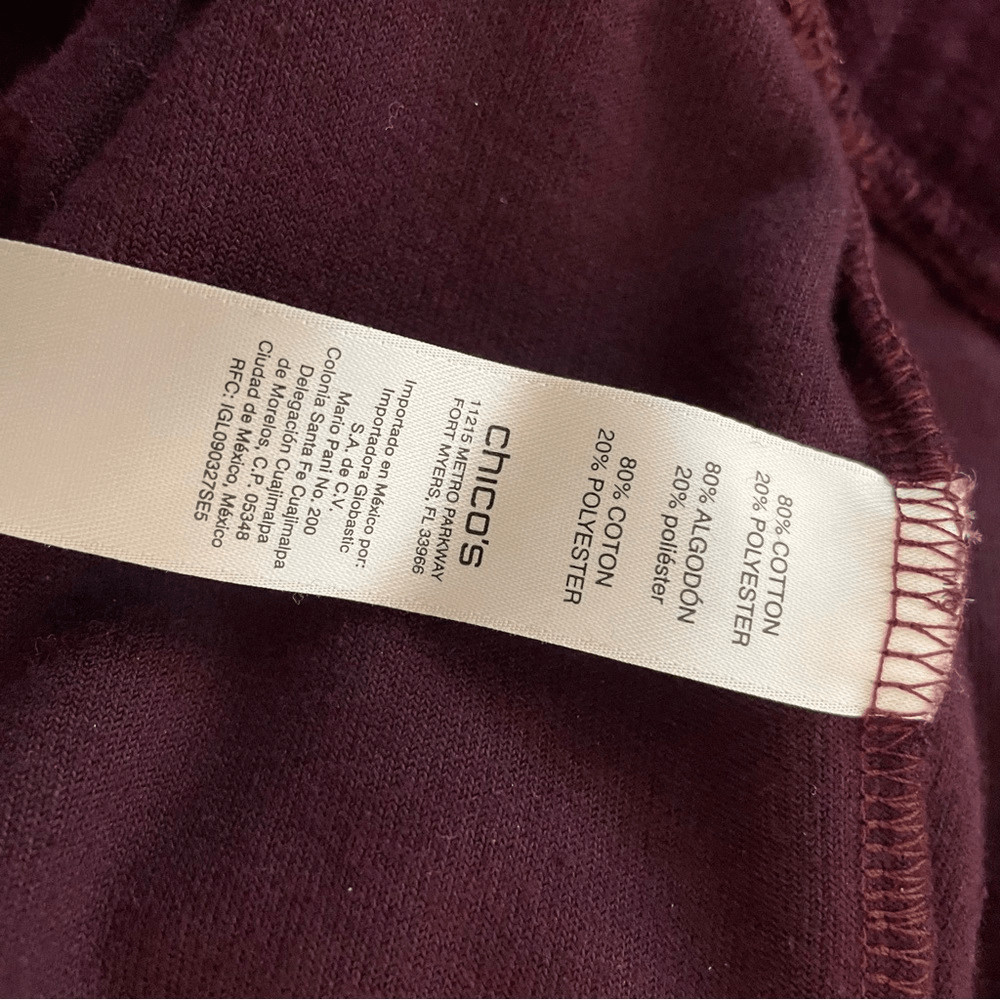 80% COTTON
20% POLYESTER
80% ALGODÓN
20% poliéster
80% COTON
20% POLYESTER
chico's
11215 METRO PARKWAY
FORT MYERS, FL 33966
Importado en México por:
Importadora Globastic
S.A. de C.V.
Mario Pani No. 200
Colonia Santa Fe Cuajimalpa
Delegación Cuajimalpa
de Morelos, C.P. 05348
Ciudad de México, México
RFC: IGL090327SE5